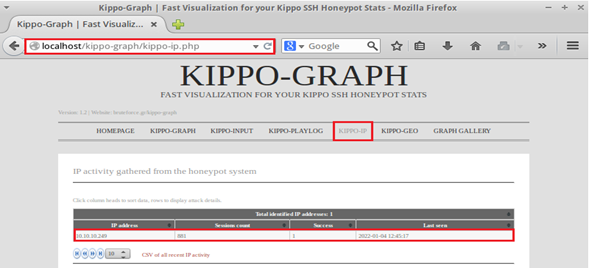 Kippo-Graph | Fast Visualization for your Kippo SSH Honeypot Stats - Mozilla Firefox
Kippo-Graph | Fast Visualiz...
localhost/kippo-graph/kippo-ip.php
Google
KIPPO-GRAPH
FAST VISUALIZATION FOR YOUR KIPPO SSH HONEYPOT STATS
Version: 1.2 | Website: bruteforce.gr/kippo-graph
HOMEPAGE KIPPO-GRAPH KIPPO-INPUT KIPPO-PLAYLOG KIPPO-IP KIPPO-GEO GRAPH GALLERY
IP activity gathered from the honeypot system
Click column heads to sort data, rows to display attack details.
Total identified IP addresses: 1
IP address Sessions count Success Last seen
10.10.10.249 981 1 2022-01-04 12:45:17
10 CSV of all recent IP activity